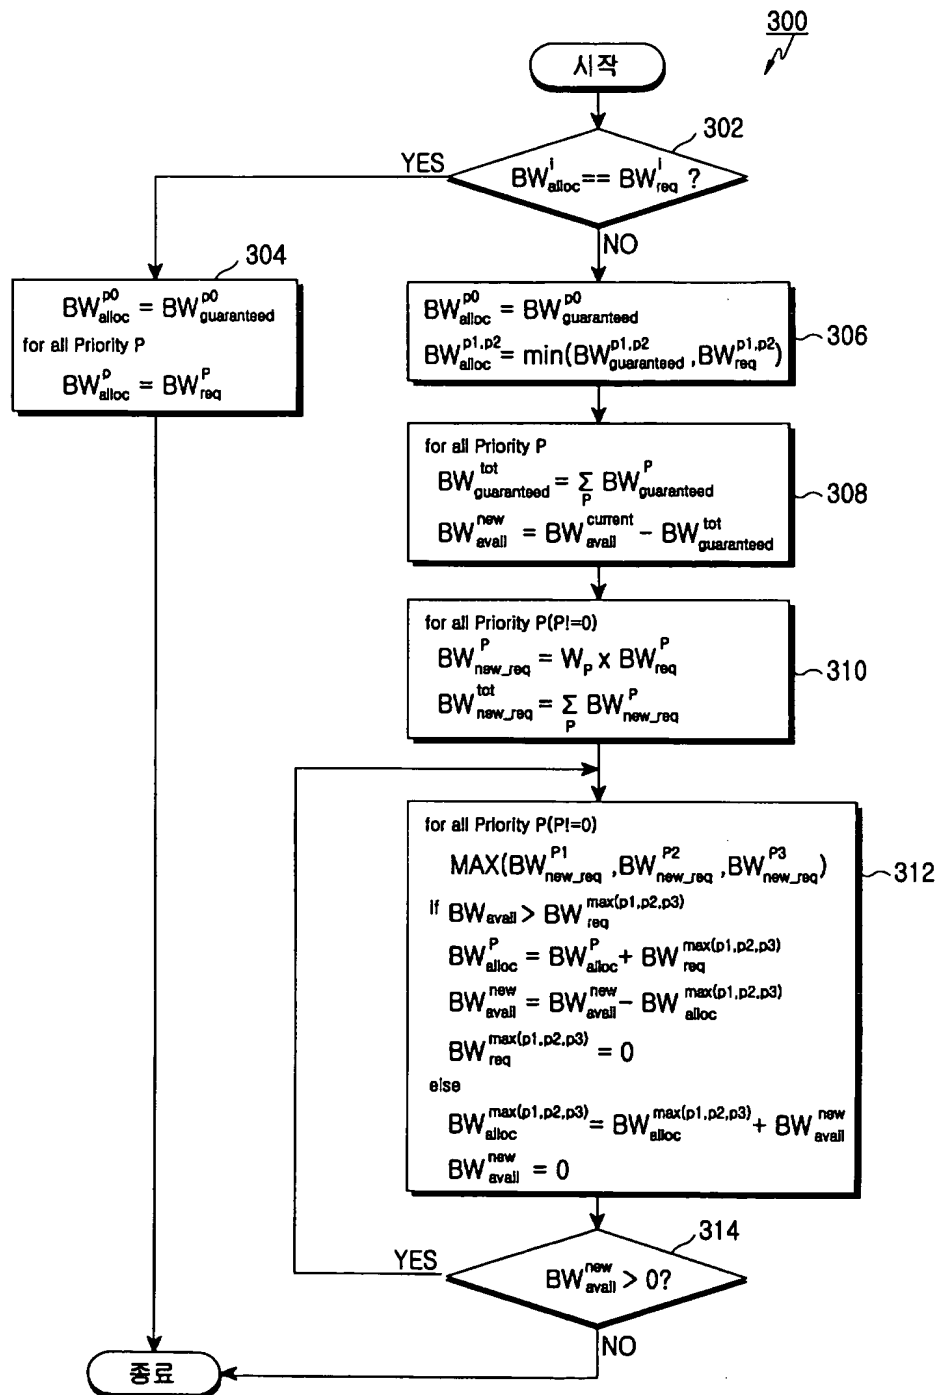 300
시작
302
BW^i_alloc == BW^i_req ?
YES
NO
304
BW^p0_alloc = BW^p0_guaranteed
for all Priority P
BW^p_alloc = BW^P_req
BW^p0_alloc = BW^p0_guaranteed
BW^p1,p2_alloc = min(BW^p1,p2_guaranteed , BW^p1,p2_req)
306
for all Priority P
BW^tot_guaranteed = Σ_P BW^P_guaranteed
BW^new_avail = BW^current_avail - BW^tot_guaranteed
308
for all Priority P(P!=0)
BW^P_new_req = W_P x BW^P_req
BW^tot_new_req = Σ_P BW^P_new_req
310
for all Priority P(P!=0)
MAX(BW^P1_new_req , BW^P2_new_req , BW^P3_new_req)
if BW_avail > BW^max(p1,p2,p3)_req
BW^P_alloc = BW^P_alloc + BW^max(p1,p2,p3)_req
BW^new_avail = BW^new_avail - BW^max(p1,p2,p3)_alloc
BW^max(p1,p2,p3)_req = 0
else
BW^max(p1,p2,p3)_alloc = BW^max(p1,p2,p3)_alloc + BW^new_avail
BW^new_avail = 0
312
314
YES
BW^new_avail > 0?
NO
종료